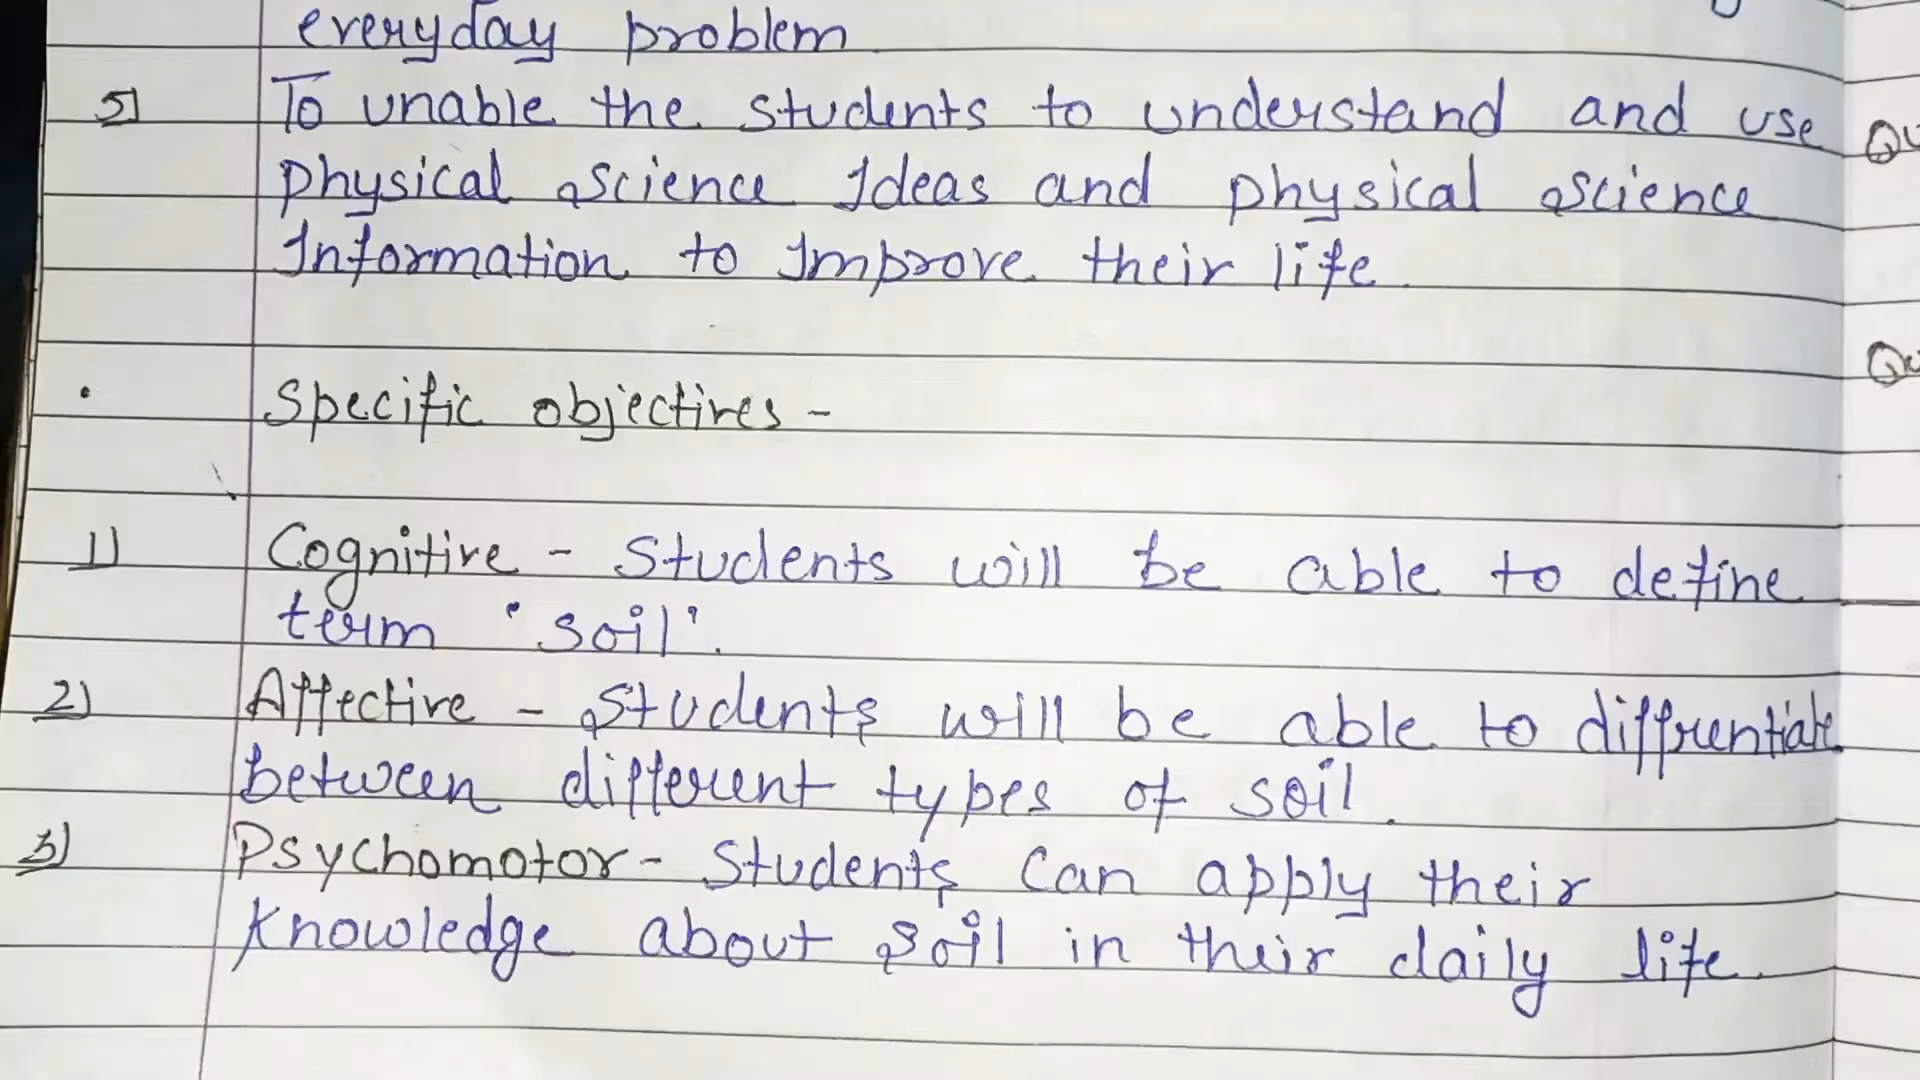 everyday problem
5] To unable the students to understand and use
physical science Ideas and physical science
Information to Improve their life.
• Specific objectives -
1) Cognitive - Students will be able to define
term 'soil'.
2) Affective - Students will be able to diffrentiate
between different types of soil.
3) Psychomotor - Students Can apply their
Knowledge about soil in their daily life.